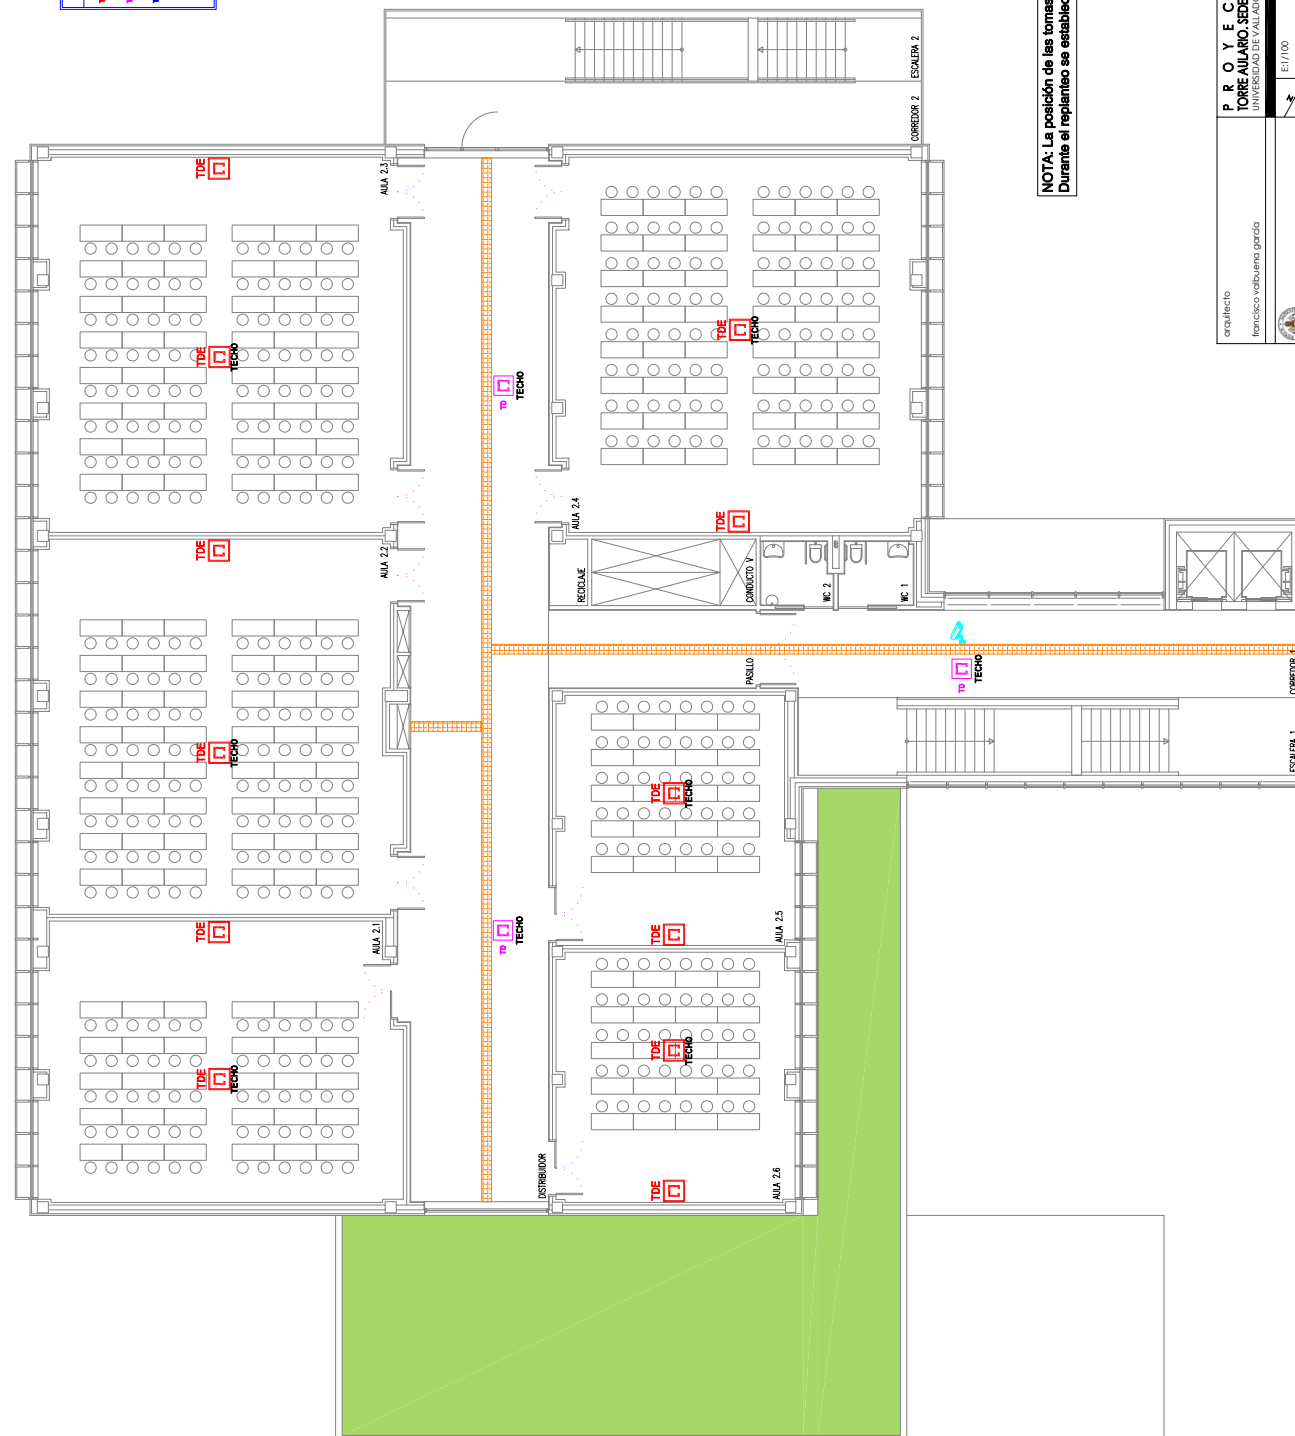 ESCALERA 2
CORREDOR 2
NOTA: La posición de las tomas
Durante el replanteo se establec
P R O Y E C
TORRE AULARIO. SEDE
UNIVERSIDAD DE VALLADO
E:1/100
arquitecto
francisco valbuena garcía
TDE
AULA 2.3
TDE
TECHO
TDE
TECHO
TD
TECHO
AULA 2.4
TDE
TDE
AULA 2.2
RECICLAJE
CONDUCTO V
WC 2
WC 1
PASILLO
TD
TECHO
CORREDOR 1
ESCALERA 1
TDE
TECHO
TDE
TECHO
TDE
AULA 2.1
TD
TECHO
TDE
AULA 2.5
TDE
TECHO
TDE
TECHO
DISTRIBUIDOR
TDE
AULA 2.6